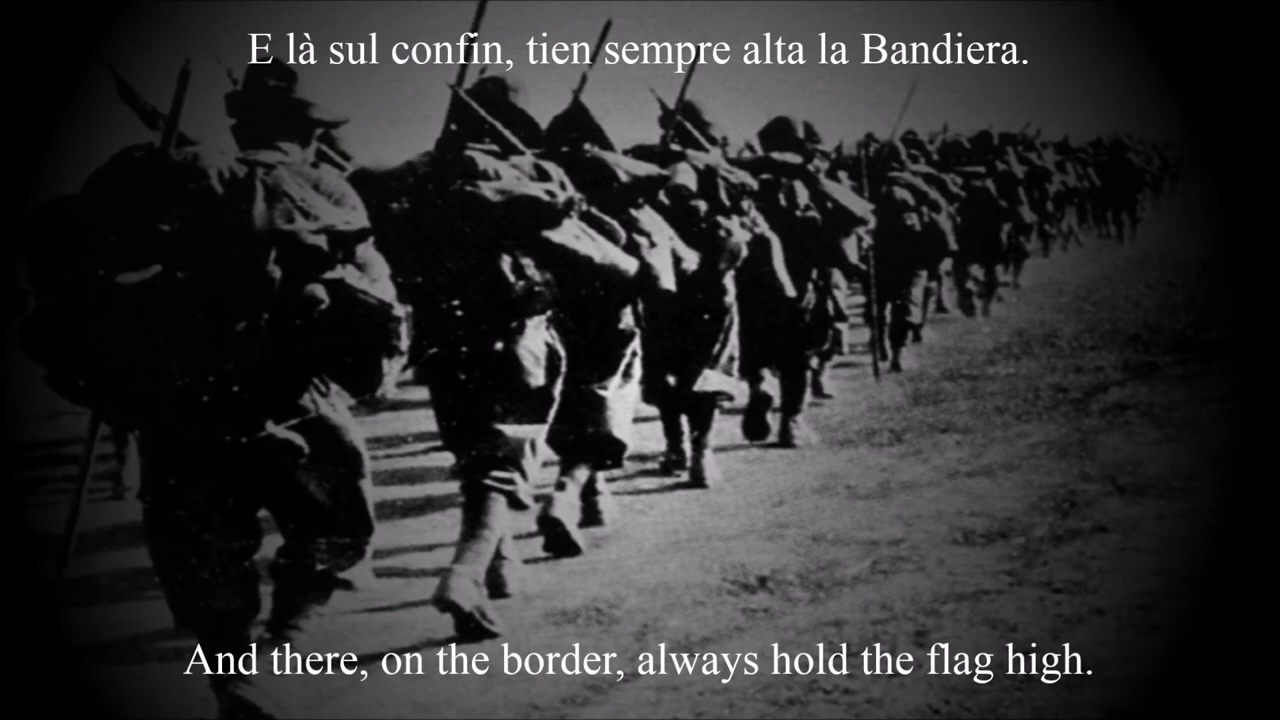 E là sul confin, tien sempre alta la Bandiera.
And there, on the border, always hold the flag high.